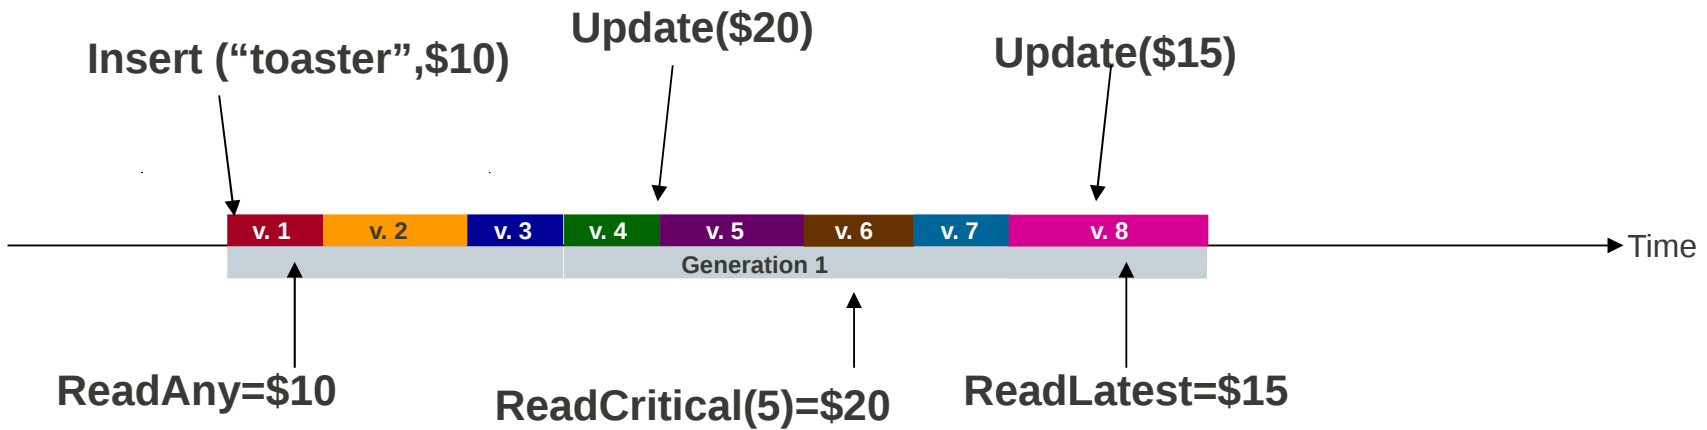 Insert (“toaster”,$10)
Update($20)
Update($15)
v. 1
v. 2
v. 3
v. 4
v. 5
v. 6
v. 7
v. 8
Time
Generation 1
ReadAny=$10
ReadCritical(5)=$20
ReadLatest=$15